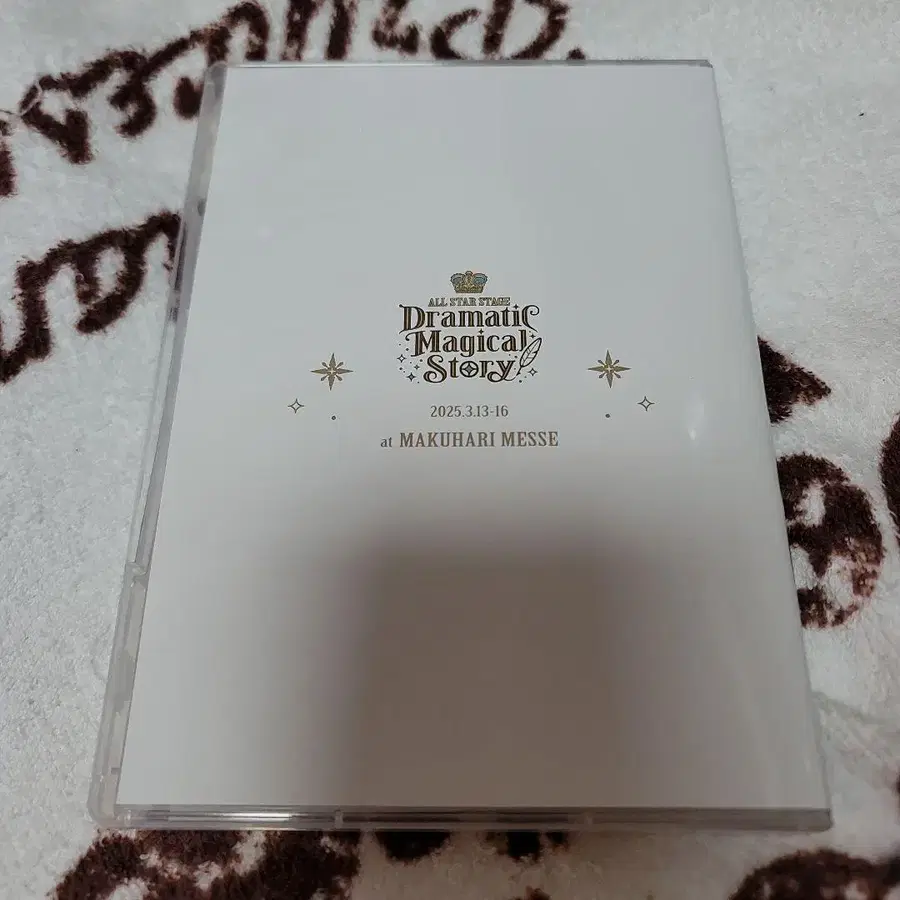 ALL STAR STAGE
Dramatic
Magical
Story
2025.3.13-16
at MAKUHARI MESSE